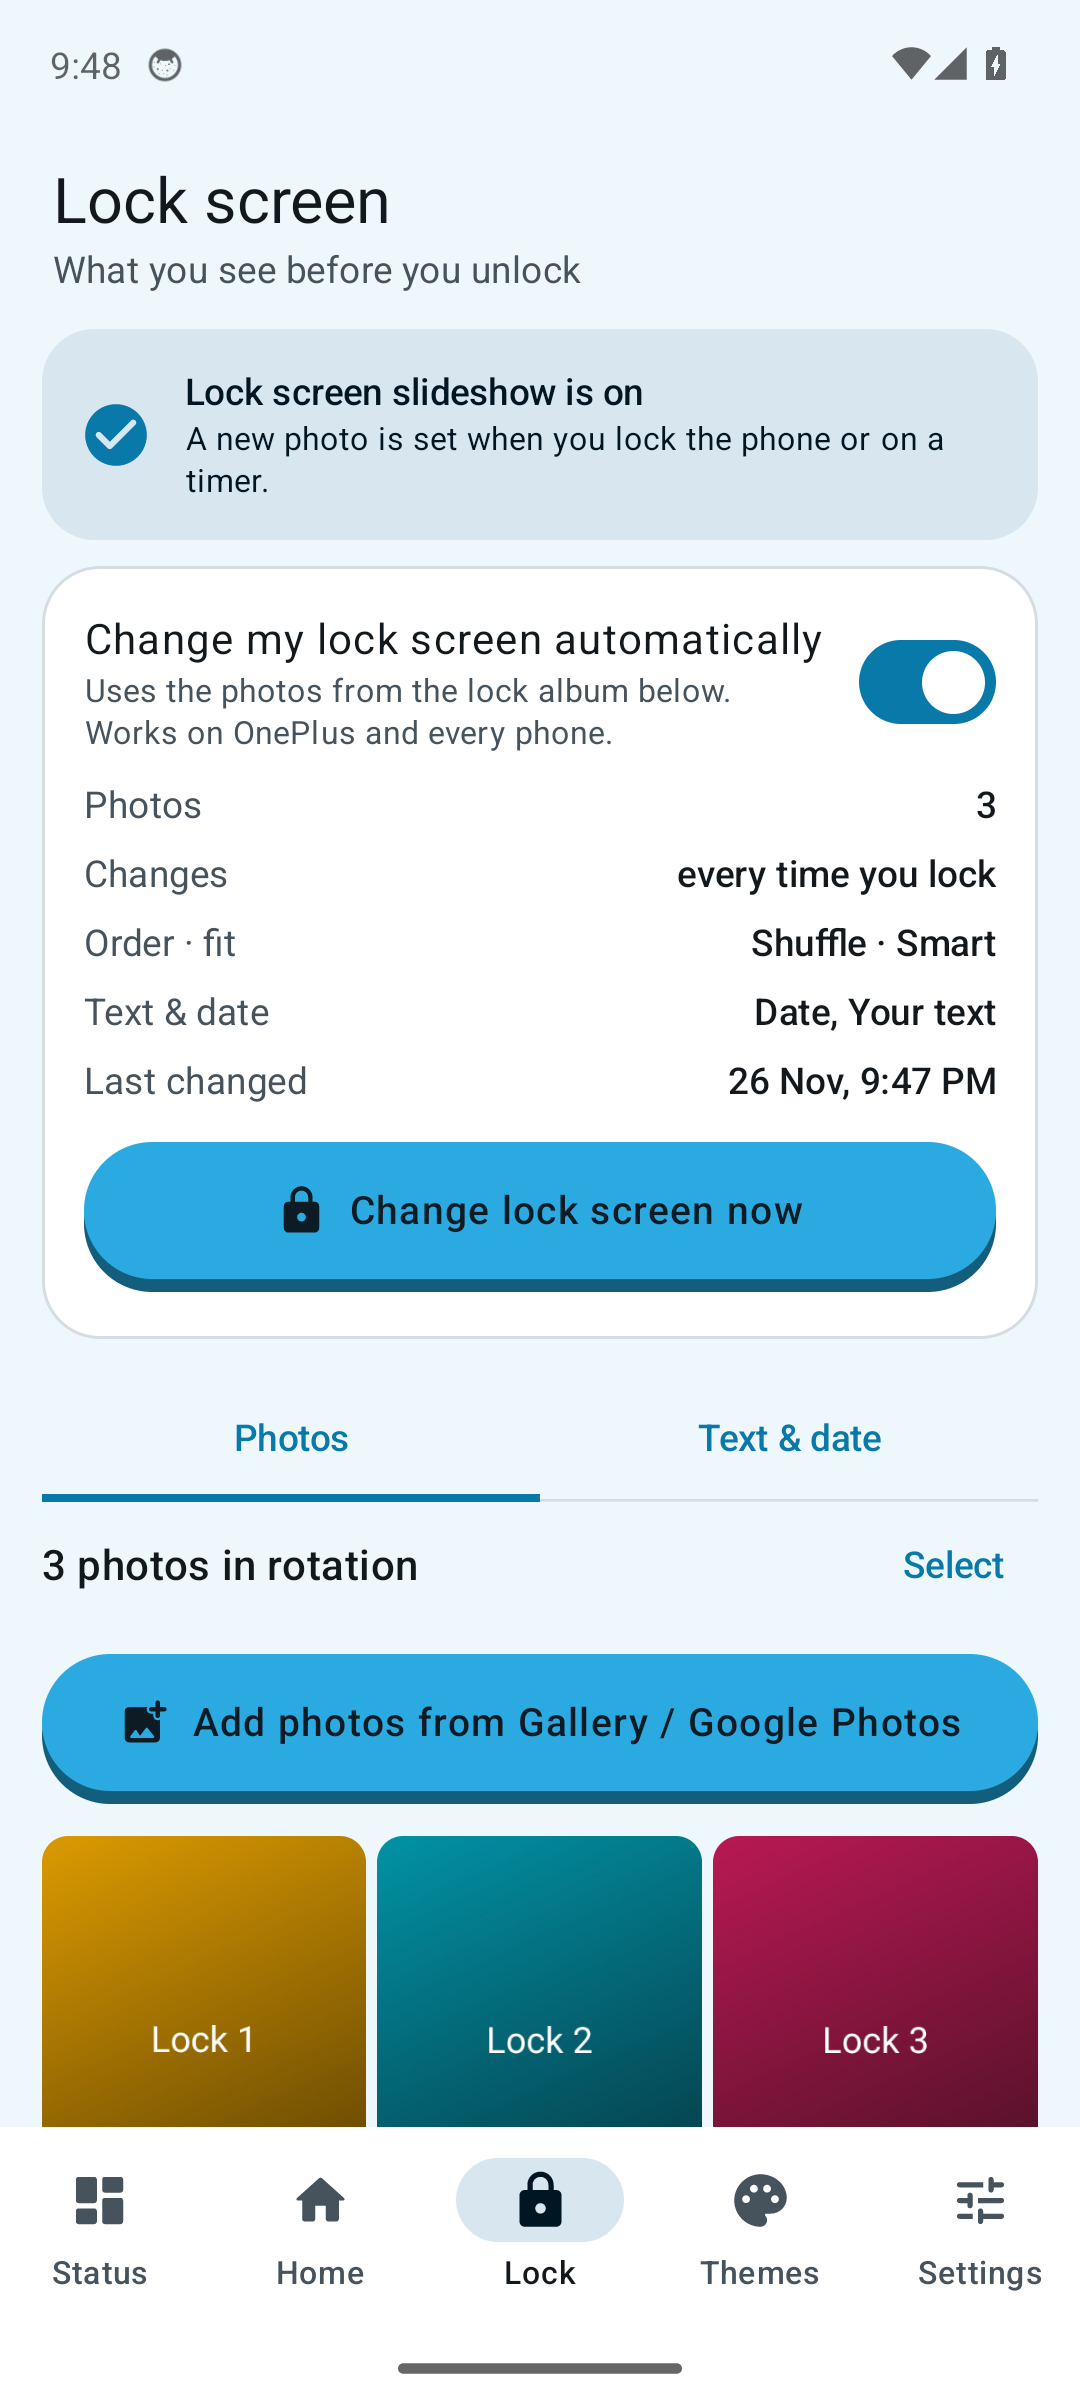 9:48
Lock screen
What you see before you unlock
Lock screen slideshow is on
A new photo is set when you lock the phone or on a
timer.
Change my lock screen automatically
Uses the photos from the lock album below.
Works on OnePlus and every phone.
Photos 3
Changes every time you lock
Order · fit Shuffle · Smart
Text & date Date, Your text
Last changed 26 Nov, 9:47 PM
Change lock screen now
Photos Text & date
3 photos in rotation Select
Add photos from Gallery / Google Photos
Lock 1 Lock 2 Lock 3
Status Home Lock Themes Settings